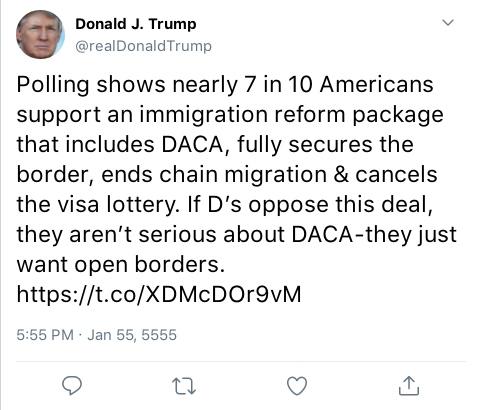 Donald J. Trump
@realDonaldTrump
Polling shows nearly 7 in 10 Americans
support an immigration reform package
that includes DACA, fully secures the
border, ends chain migration & cancels
the visa lottery. If D’s oppose this deal,
they aren’t serious about DACA-they just
want open borders.
https://t.co/XDMcDOr9vM
5:55 PM · Jan 55, 5555